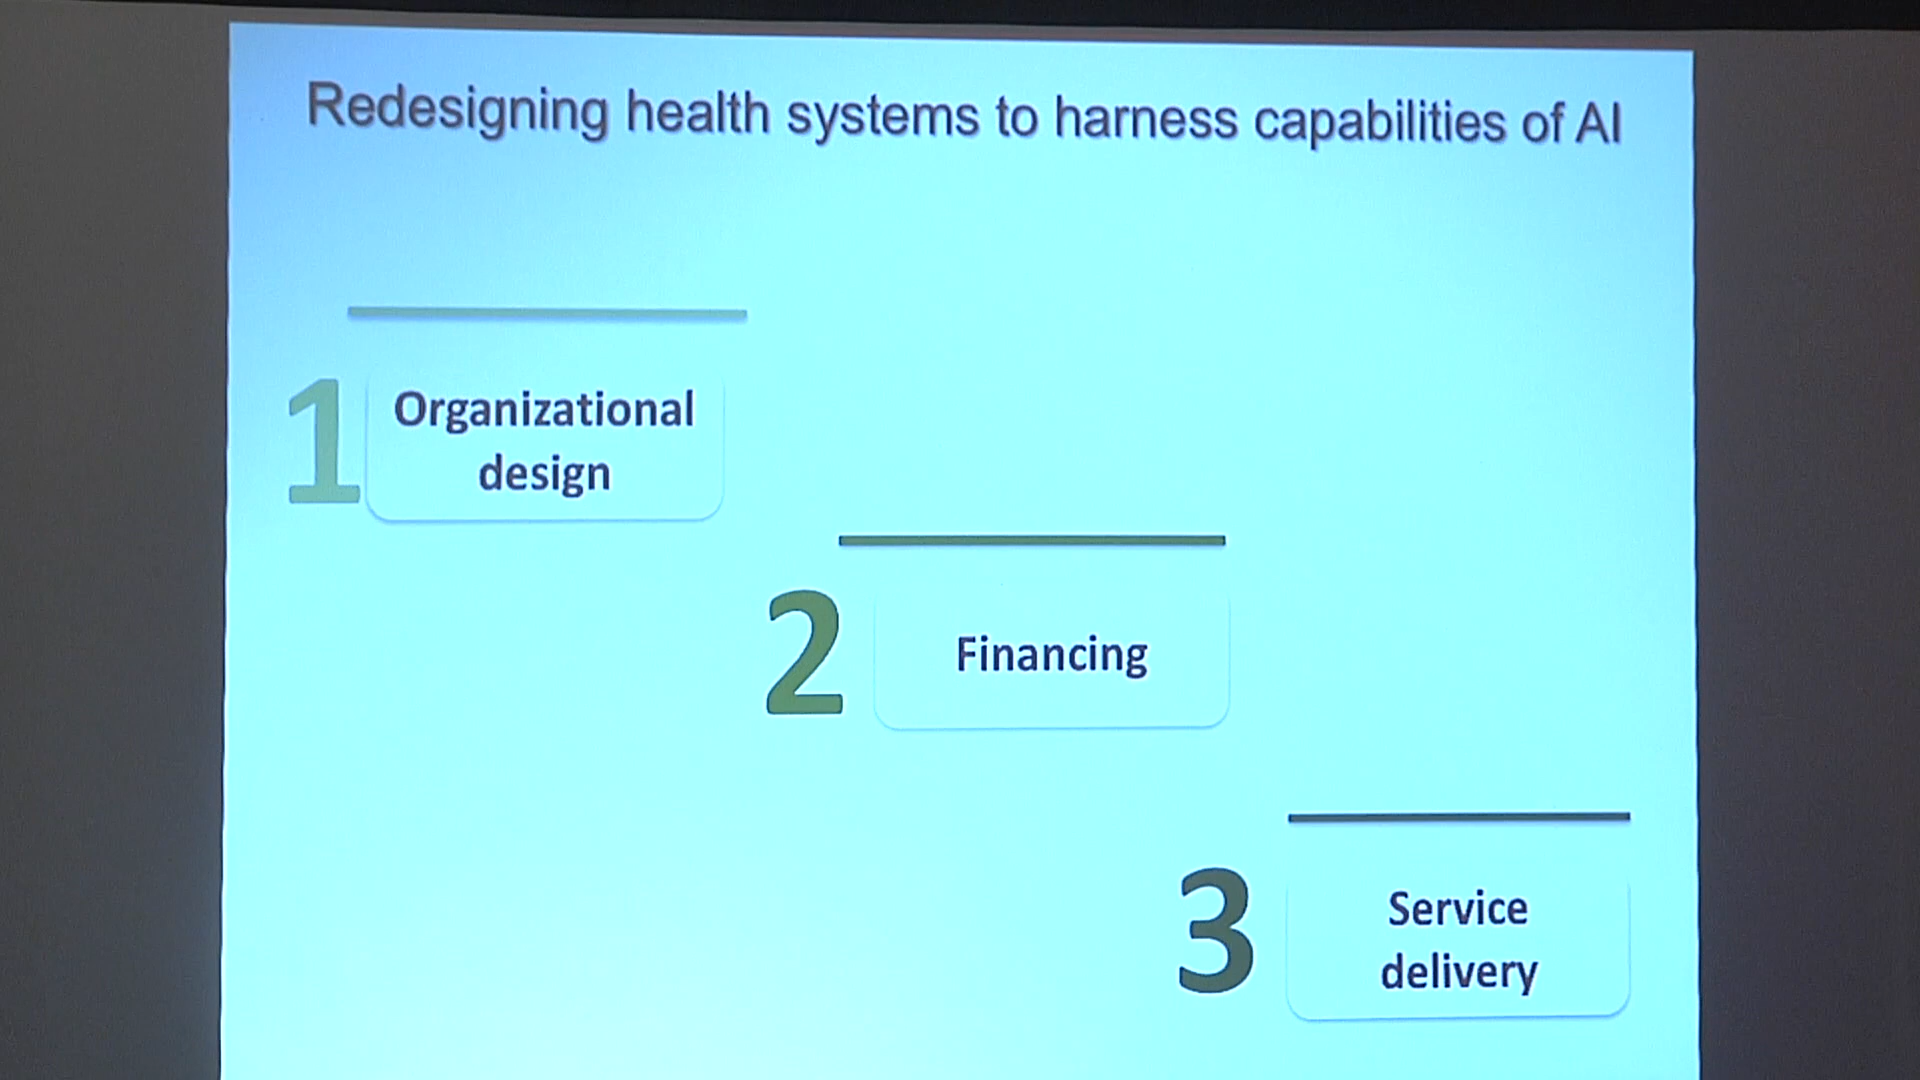 Redesigning health systems to harness capabilities of AI
1
Organizational
design
2
Financing
3
Service
delivery